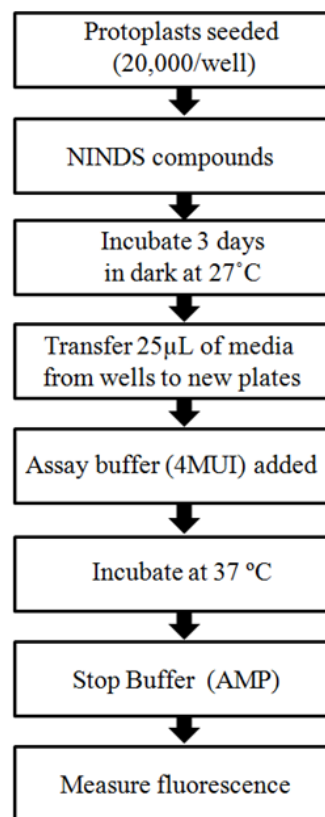 Protoplasts seeded
(20,000/well)
NINDS compounds
Incubate 3 days
in dark at 27˚C
Transfer 25µL of media
from wells to new plates
Assay buffer (4MUI) added
Incubate at 37 ºC
Stop Buffer (AMP)
Measure fluorescence